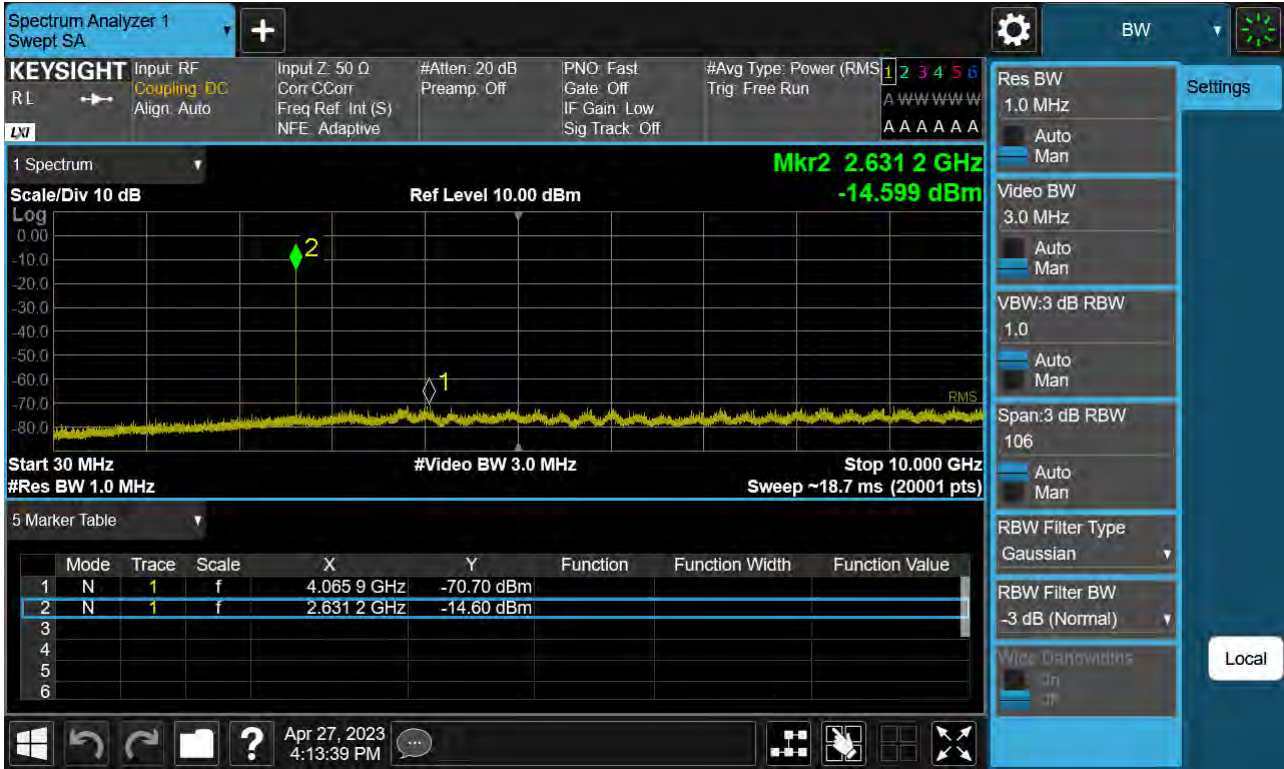 Spectrum Analyzer 1
Swept SA
+
BW
KEYSIGHT
RL
LXI
Input: RF
Coupling: DC
Align: Auto
Input Z: 50 Ω
Corr CCorr
Freq Ref: Int (S)
NFE: Adaptive
#Atten: 20 dB
Preamp: Off
PNO: Fast
Gate: Off
IF Gain: Low
Sig Track: Off
#Avg Type: Power (RMS
Trig: Free Run
1 2 3 4 5 6
A W W W W W
A A A A A A
1 Spectrum
Mkr2 2.631 2 GHz
Scale/Div 10 dB
Ref Level 10.00 dBm
-14.599 dBm
Log
0.00
-10.0
2
-20.0
-30.0
-40.0
-50.0
-60.0
1
-70.0
RMS
-80.0
Start 30 MHz
#Video BW 3.0 MHz
Stop 10.000 GHz
#Res BW 1.0 MHz
Sweep ~18.7 ms (20001 pts)
5 Marker Table
Mode Trace Scale X Y Function Function Width Function Value
1 N 1 f 4.065 9 GHz -70.70 dBm
2 N 1 f 2.631 2 GHz -14.60 dBm
3
4
5
6
?
Apr 27, 2023
4:13:39 PM
Res BW
1.0 MHz
Auto
Man
Video BW
3.0 MHz
Auto
Man
VBW:3 dB RBW
1.0
Auto
Man
Span:3 dB RBW
106
Auto
Man
RBW Filter Type
Gaussian
RBW Filter BW
-3 dB (Normal)
Settings
Local